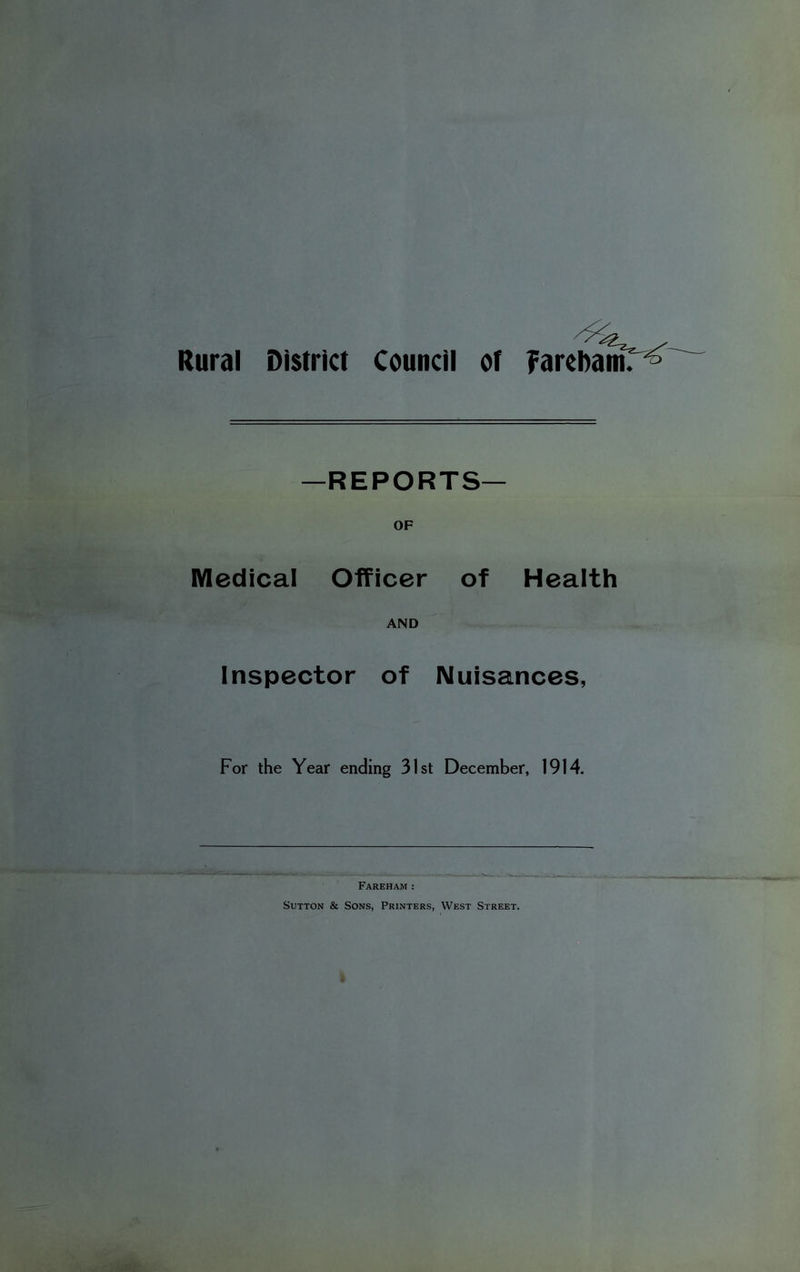 Rural District Council of Fareham.
—REPORTS—
OF
Medical Officer of Health
AND
Inspector of Nuisances,
For the Year ending 31st December, 1914.
FAREHAM :
SUTTON & SONS, PRINTERS, WEST STREET.